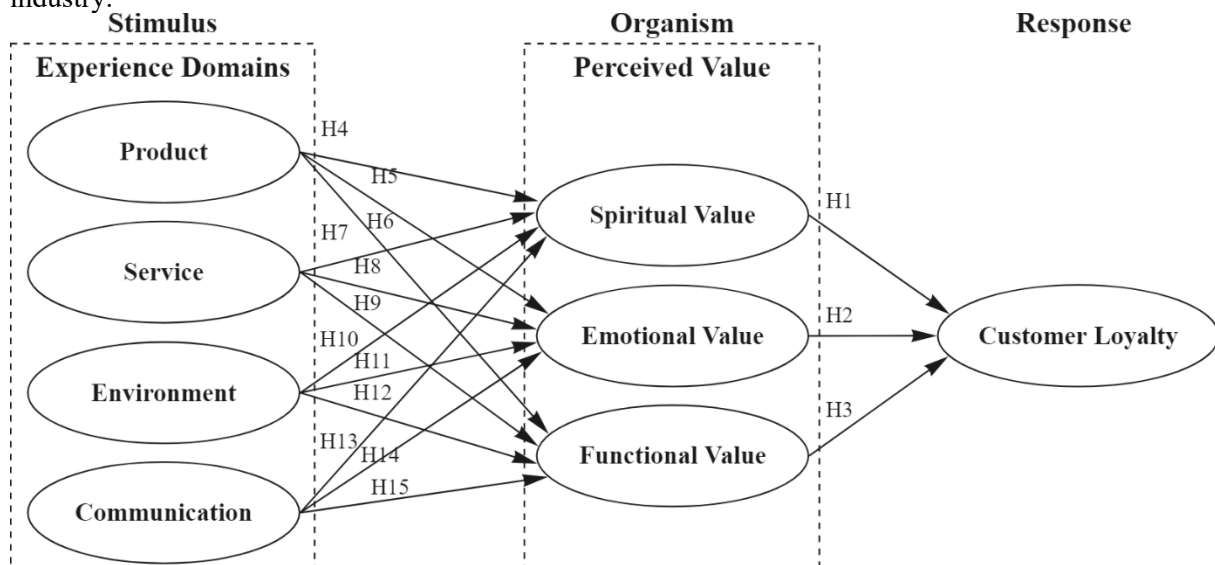 industry.
Stimulus
Organism
Response
Experience Domains
Perceived Value
Product
Service
Environment
Communication
H4
H5
H6
H7
H8
H9
H10
H11
H12
H13
H14
H15
Spiritual Value
Emotional Value
Functional Value
H1
H2
H3
Customer Loyalty